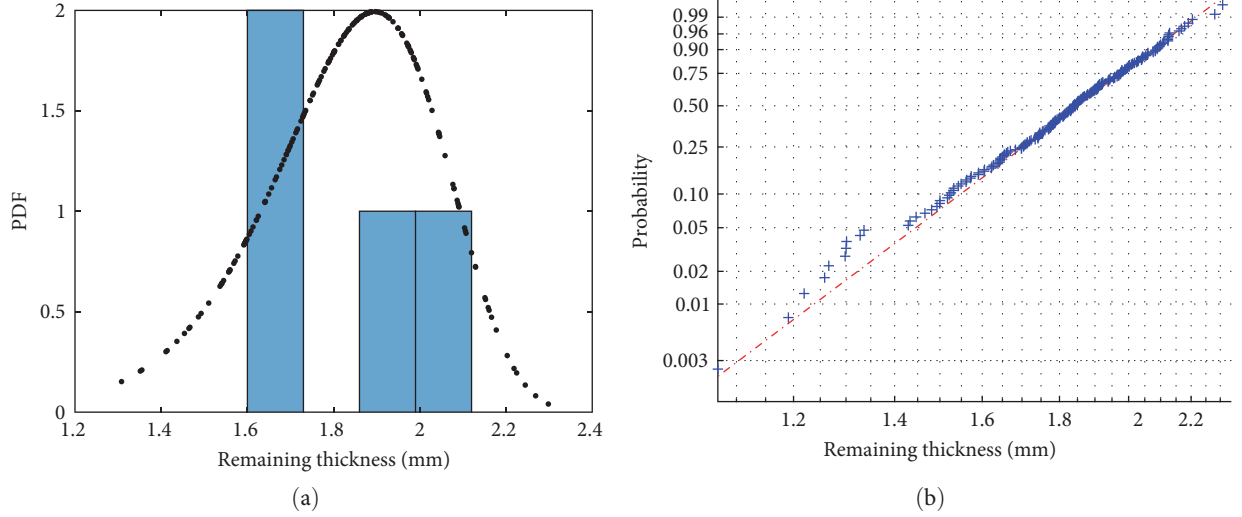 2
1.5
1
0.5
0
PDF
1.2 1.4 1.6 1.8 2 2.2 2.4
Remaining thickness (mm)
(a)
0.99
0.96
0.90
0.75
0.50
0.25
0.10
0.05
0.02
0.01
0.003
Probability
1.2 1.4 1.6 1.8 2 2.2
Remaining thickness (mm)
(b)